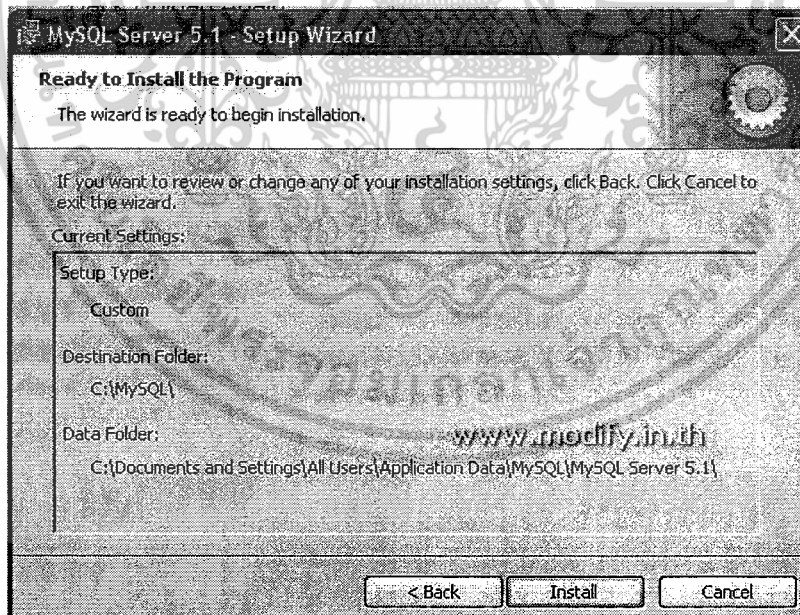 MySQL Server 5.1 - Setup Wizard
Ready to Install the Program
The wizard is ready to begin installation.
If you want to review or change any of your installation settings, click Back. Click Cancel to
exit the wizard.
Current Settings:
Setup Type:
Custom
Destination Folder:
C:\MySQL\
Data Folder:
www.modify.in.th
C:\Documents and Settings\All Users\Application Data\MySQL\MySQL Server 5.1\
< Back
Install
Cancel